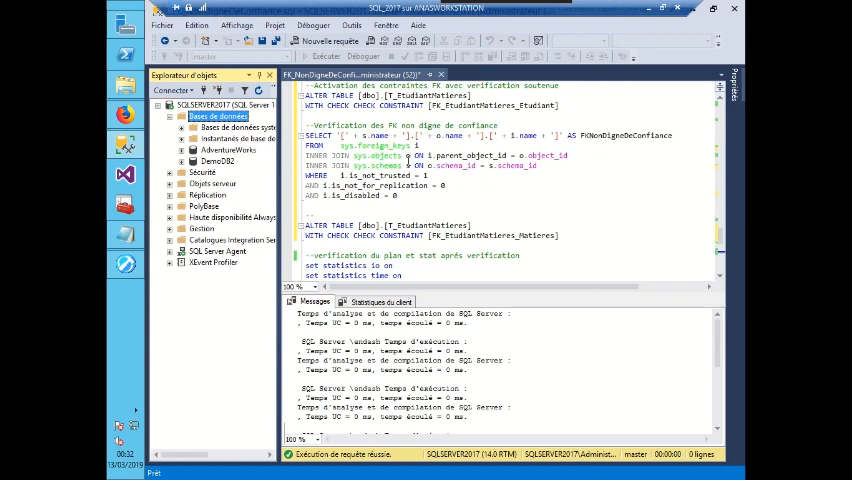 SQL_2017 sur ANASWORKSTATION
Fichier Edition Affichage Projet Déboguer Outils Fenêtre Aide
Nouvelle requête
master Exécuter Déboguer
Explorateur d'objets
Connecter
SQLSERVER2017 (SQL Server 1
Bases de données
Bases de données systè
Instantanés de base de
AdventureWorks
DemoDB2
Sécurité
Objets serveur
Réplication
PolyBase
Haute disponibilité Always
Gestion
Catalogues Integration Ser
SQL Server Agent
XEvent Profiler
FK_NonDigneDeConfi...ministrateur (52))*
--Activation des contraintes FK avec verification soutenue
ALTER TABLE [dbo].[T_EtudiantMatieres]
WITH CHECK CHECK CONSTRAINT [FK_EtudiantMatieres_Etudiant]
--Verification des FK non digne de confiance
SELECT '[' + s.name + '].[' + o.name + '].[' + i.name + ']' AS FKNonDigneDeConfiance
FROM sys.foreign_keys i
INNER JOIN sys.objects o ON i.parent_object_id = o.object_id
INNER JOIN sys.schemas s ON o.schema_id = s.schema_id
WHERE i.is_not_trusted = 1
AND i.is_not_for_replication = 0
AND i.is_disabled = 0
--
ALTER TABLE [dbo].[T_EtudiantMatieres]
WITH CHECK CHECK CONSTRAINT [FK_EtudiantMatieres_Matieres]
--verification du plan et stat aprés verification
set statistics io on
set statistics time on
100 %
Messages Statistiques du client
Temps d'analyse et de compilation de SQL Server :
, Temps UC = 0 ms, temps écoulé = 0 ms.
SQL Server \endash Temps d'exécution :
, Temps UC = 0 ms, temps écoulé = 0 ms.
Temps d'analyse et de compilation de SQL Server :
, Temps UC = 0 ms, temps écoulé = 0 ms.
SQL Server \endash Temps d'exécution :
, Temps UC = 0 ms, temps écoulé = 0 ms.
Temps d'analyse et de compilation de SQL Server :
, Temps UC = 0 ms, temps écoulé = 0 ms.
100 %
Exécution de requête réussie. SQLSERVER2017 (14.0 RTM) SQLSERVER2017\Administ... master 00:00:00 0 lignes
Propriétés
00:32
13/03/2019
Prêt